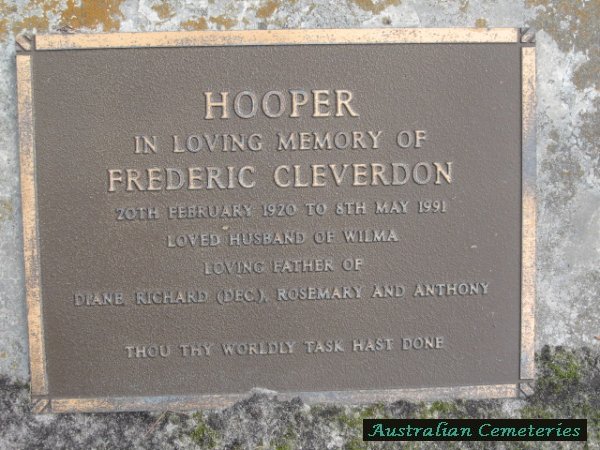 HOOPER
IN LOVING MEMORY OF
FREDERIC CLEVERDON
20TH FEBRUARY 1920 TO 8TH MAY 1991
LOVED HUSBAND OF WILMA
LOVING FATHER OF
DIANE, RICHARD (DEC.), ROSEMARY AND ANTHONY
THOU THY WORLDLY TASK HAST DONE
Australian Cemeteries